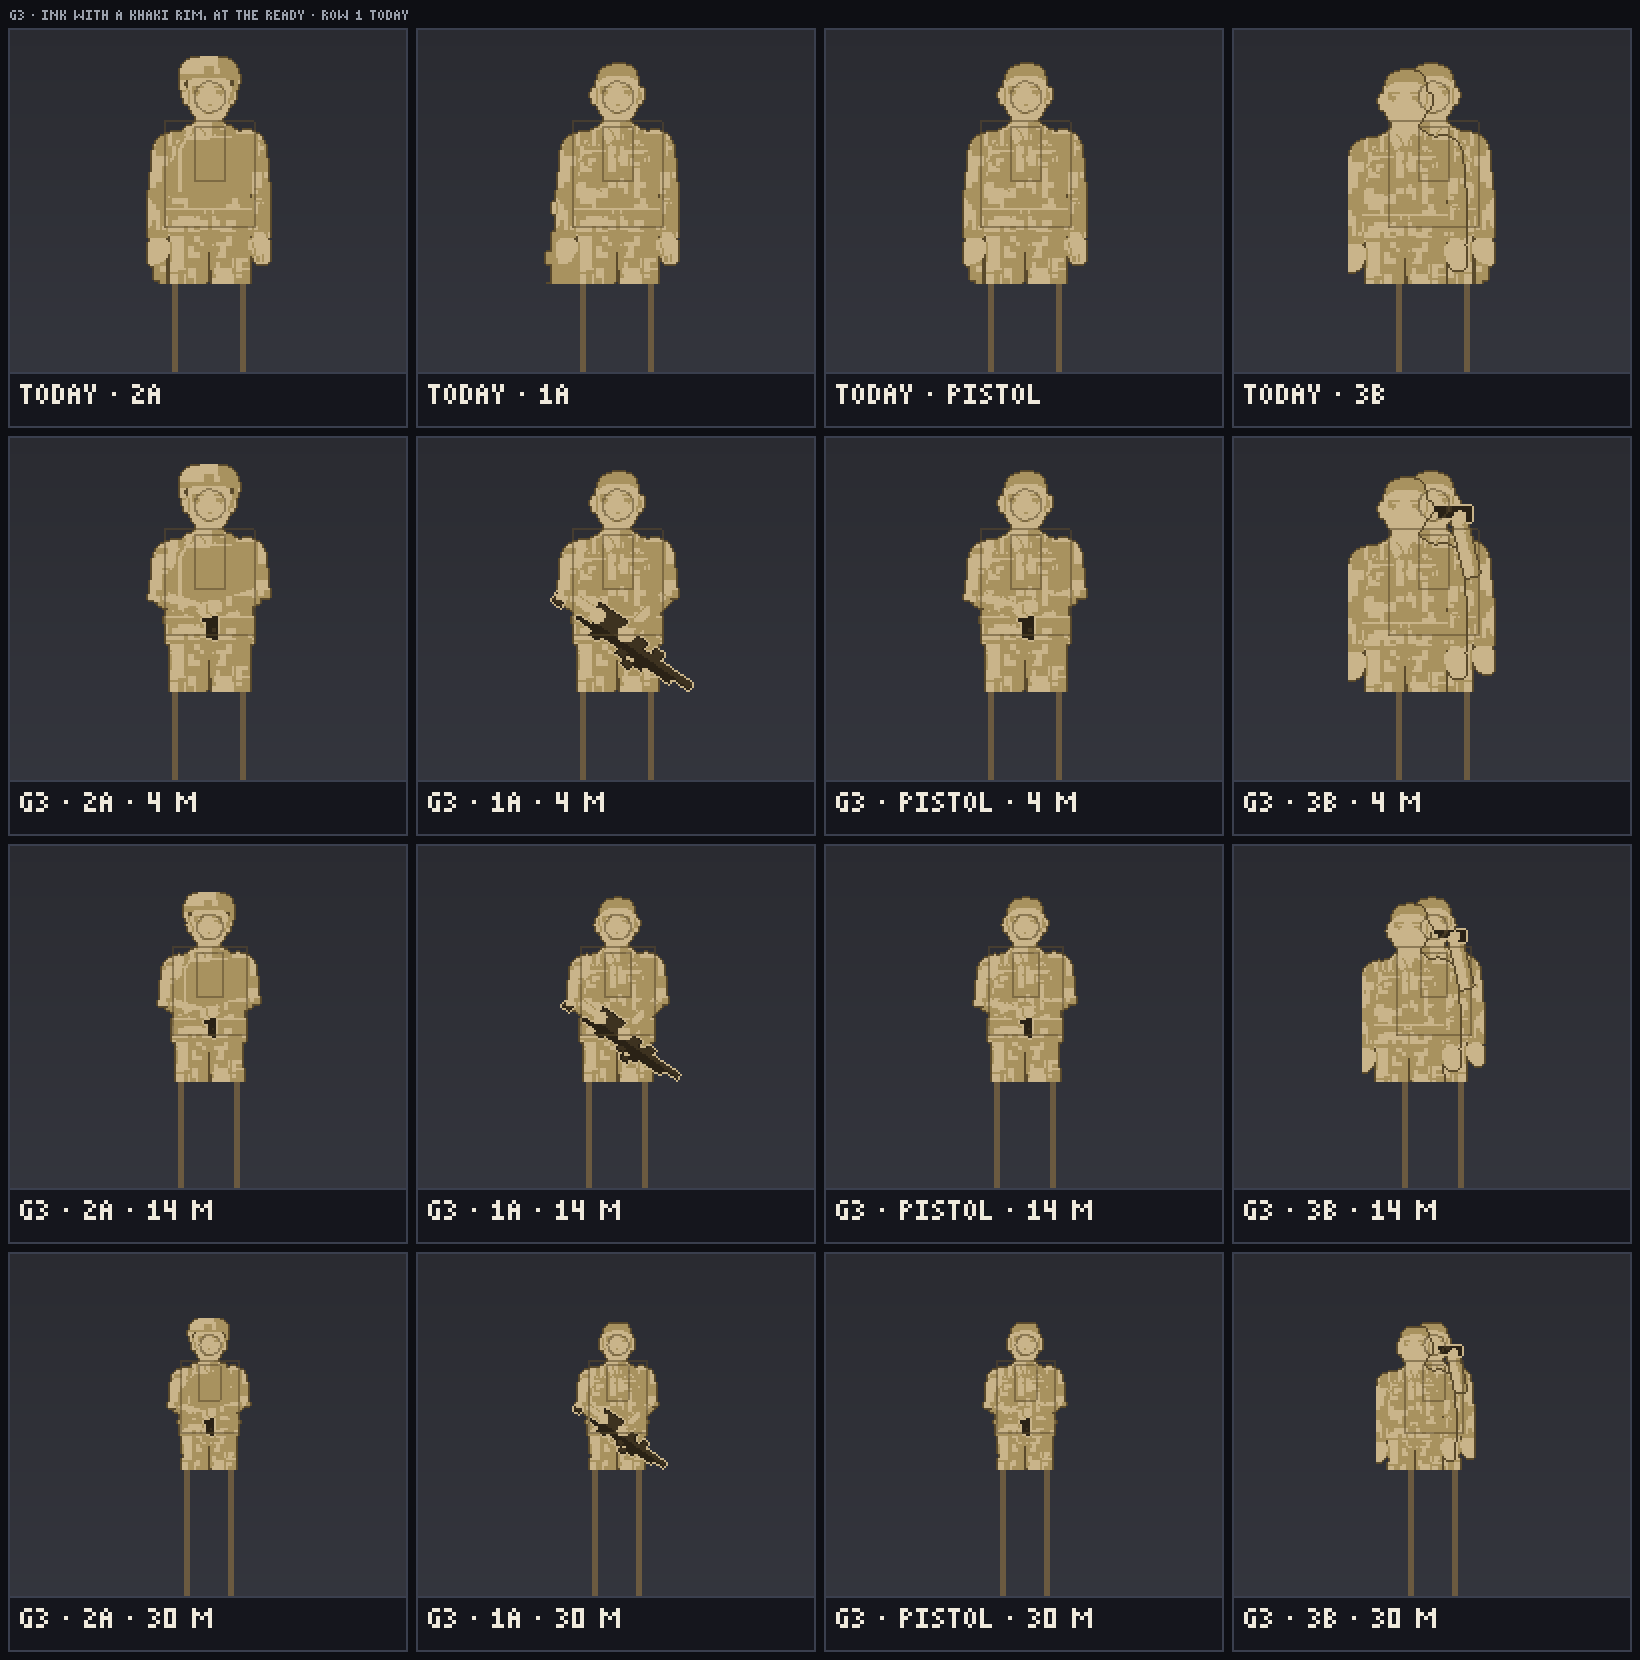 G3 · INK WITH A KHAKI RIM, AT THE READY · ROW 1 TODAY
TODAY · 2A
TODAY · 1A
TODAY · PISTOL
TODAY · 3B
G3 · 2A · 4 M
G3 · 1A · 4 M
G3 · PISTOL · 4 M
G3 · 3B · 4 M
G3 · 2A · 14 M
G3 · 1A · 14 M
G3 · PISTOL · 14 M
G3 · 3B · 14 M
G3 · 2A · 30 M
G3 · 1A · 30 M
G3 · PISTOL · 30 M
G3 · 3B · 30 M